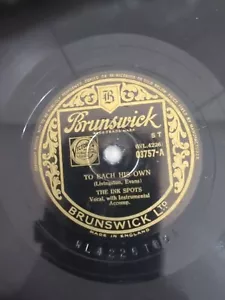 B
Brunswick
S T
W/L.4226
03757-A
TO EACH HIS OWN
(Livingston, Evans)
THE INK SPOTS
Vocal, with Instrumental
Accomp.
BRUNSWICK LTD
MADE IN ENGLAND